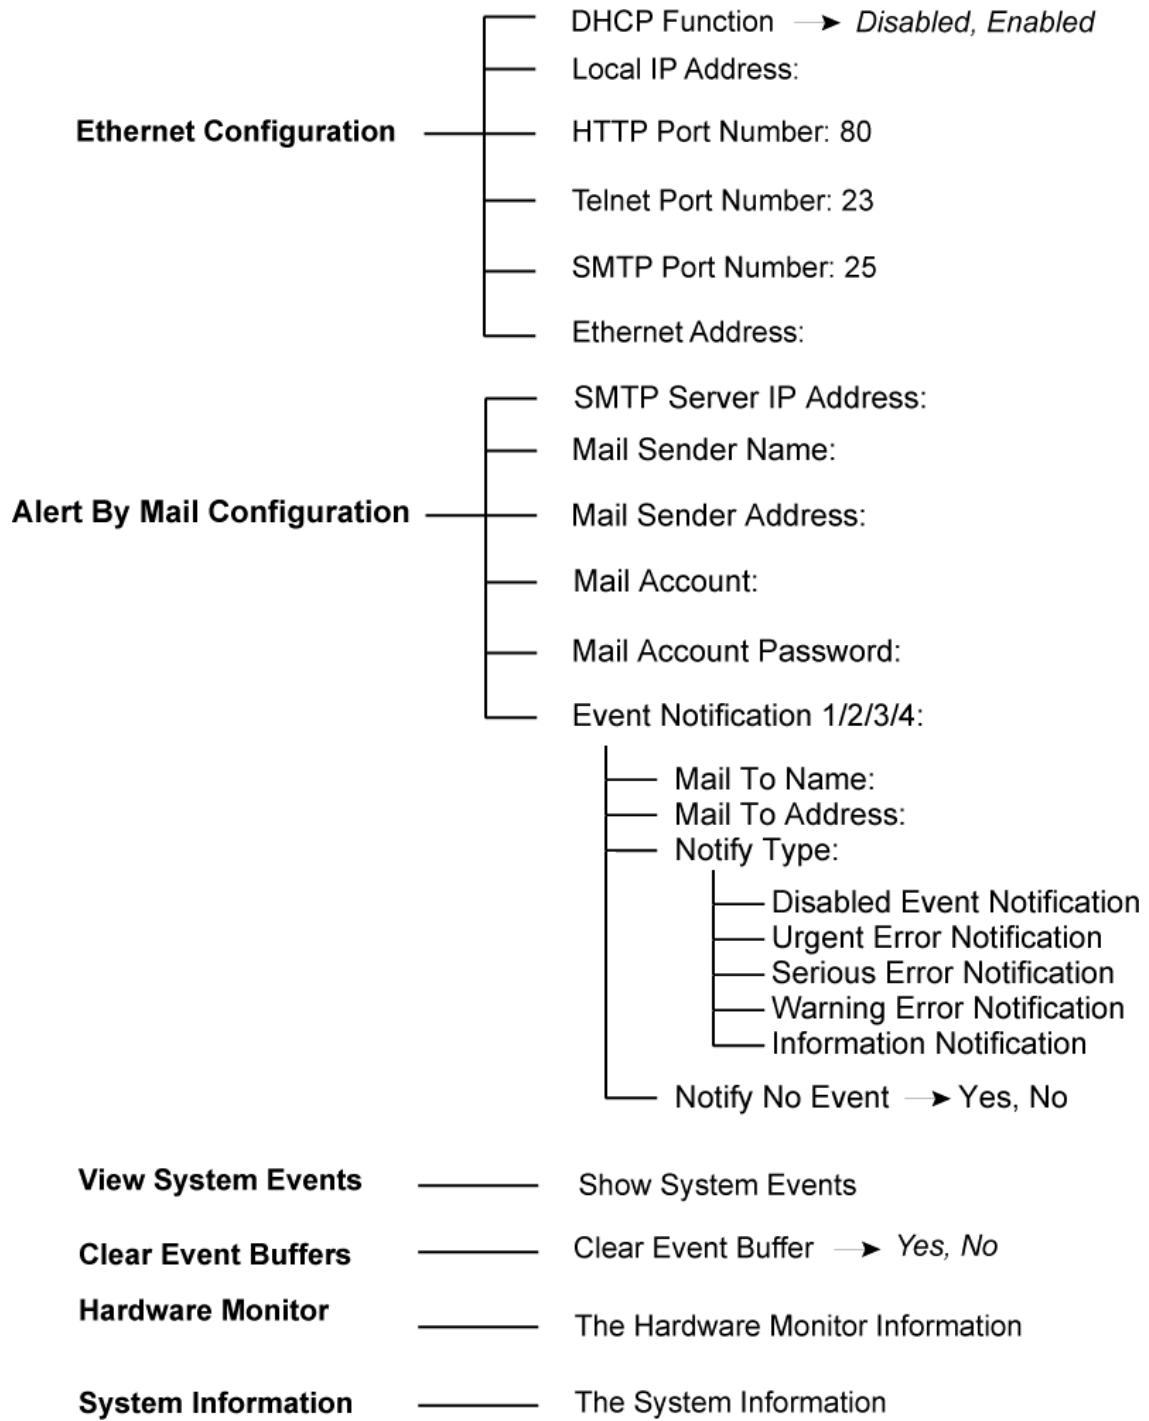 DHCP Function Disabled, Enabled
Local IP Address:
Ethernet Configuration HTTP Port Number: 80
Telnet Port Number: 23
SMTP Port Number: 25
Ethernet Address:
SMTP Server IP Address:
Mail Sender Name:
Alert By Mail Configuration Mail Sender Address:
Mail Account:
Mail Account Password:
Event Notification 1/2/3/4:
Mail To Name:
Mail To Address:
Notify Type:
Disabled Event Notification
Urgent Error Notification
Serious Error Notification
Warning Error Notification
Information Notification
Notify No Event Yes, No
View System Events Show System Events
Clear Event Buffers Clear Event Buffer Yes, No
Hardware Monitor The Hardware Monitor Information
System Information The System Information